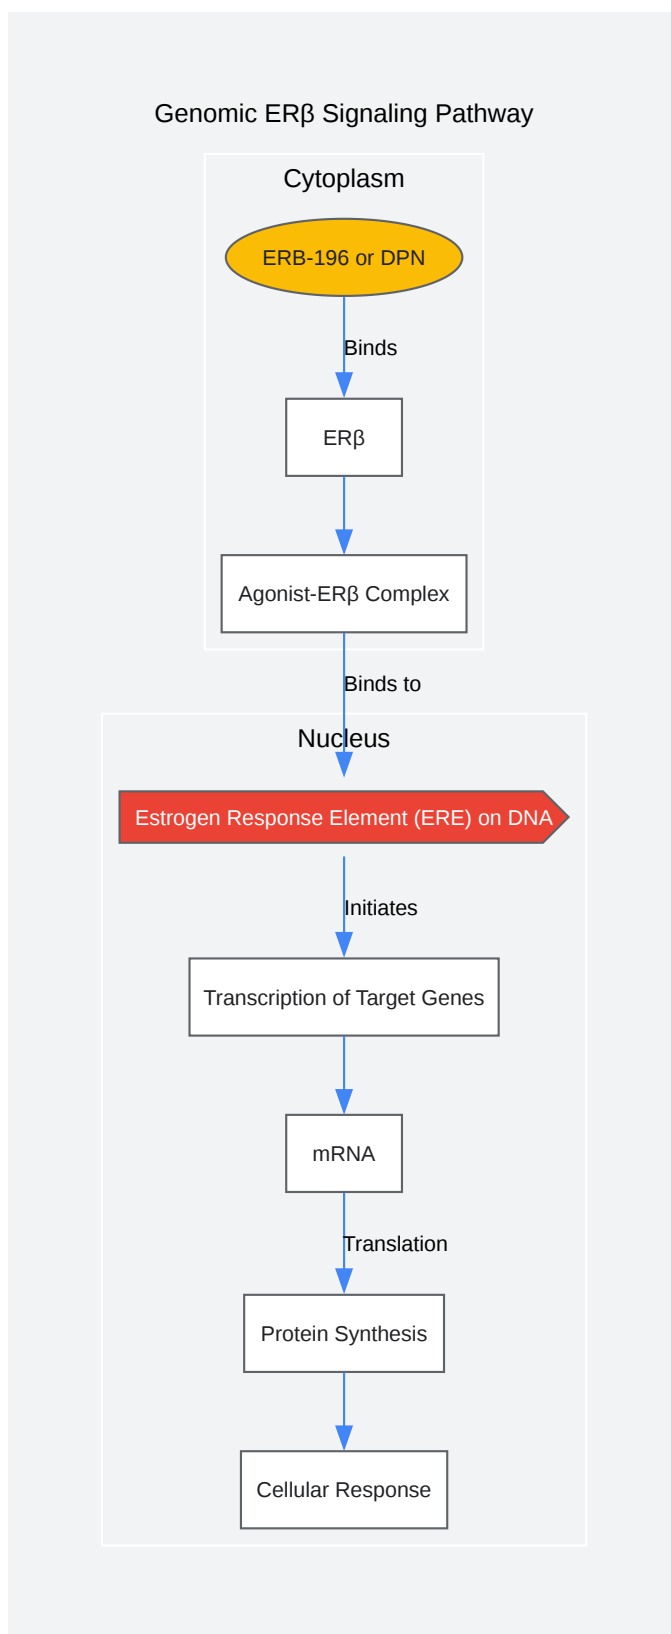 Genomic ERβ Signaling Pathway
Cytoplasm
ERB-196 or DPN
Binds
ERβ
Agonist-ERβ Complex
Binds to
Nucleus
Estrogen Response Element (ERE) on DNA
Initiates
Transcription of Target Genes
mRNA
Translation
Protein Synthesis
Cellular Response